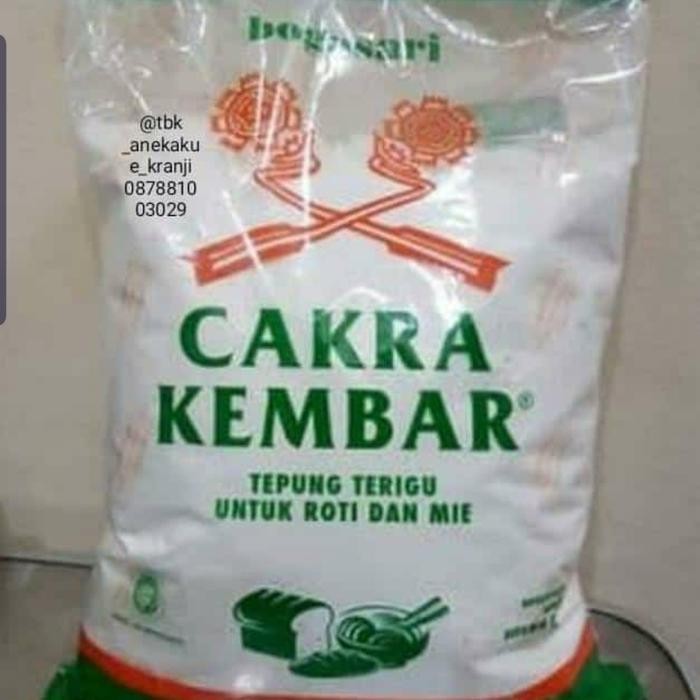 bogasari
@tbk
_anekaku
e_kranji
0878810
03029
CAKRA
KEMBAR®
TEPUNG TERIGU
UNTUK ROTI DAN MIE